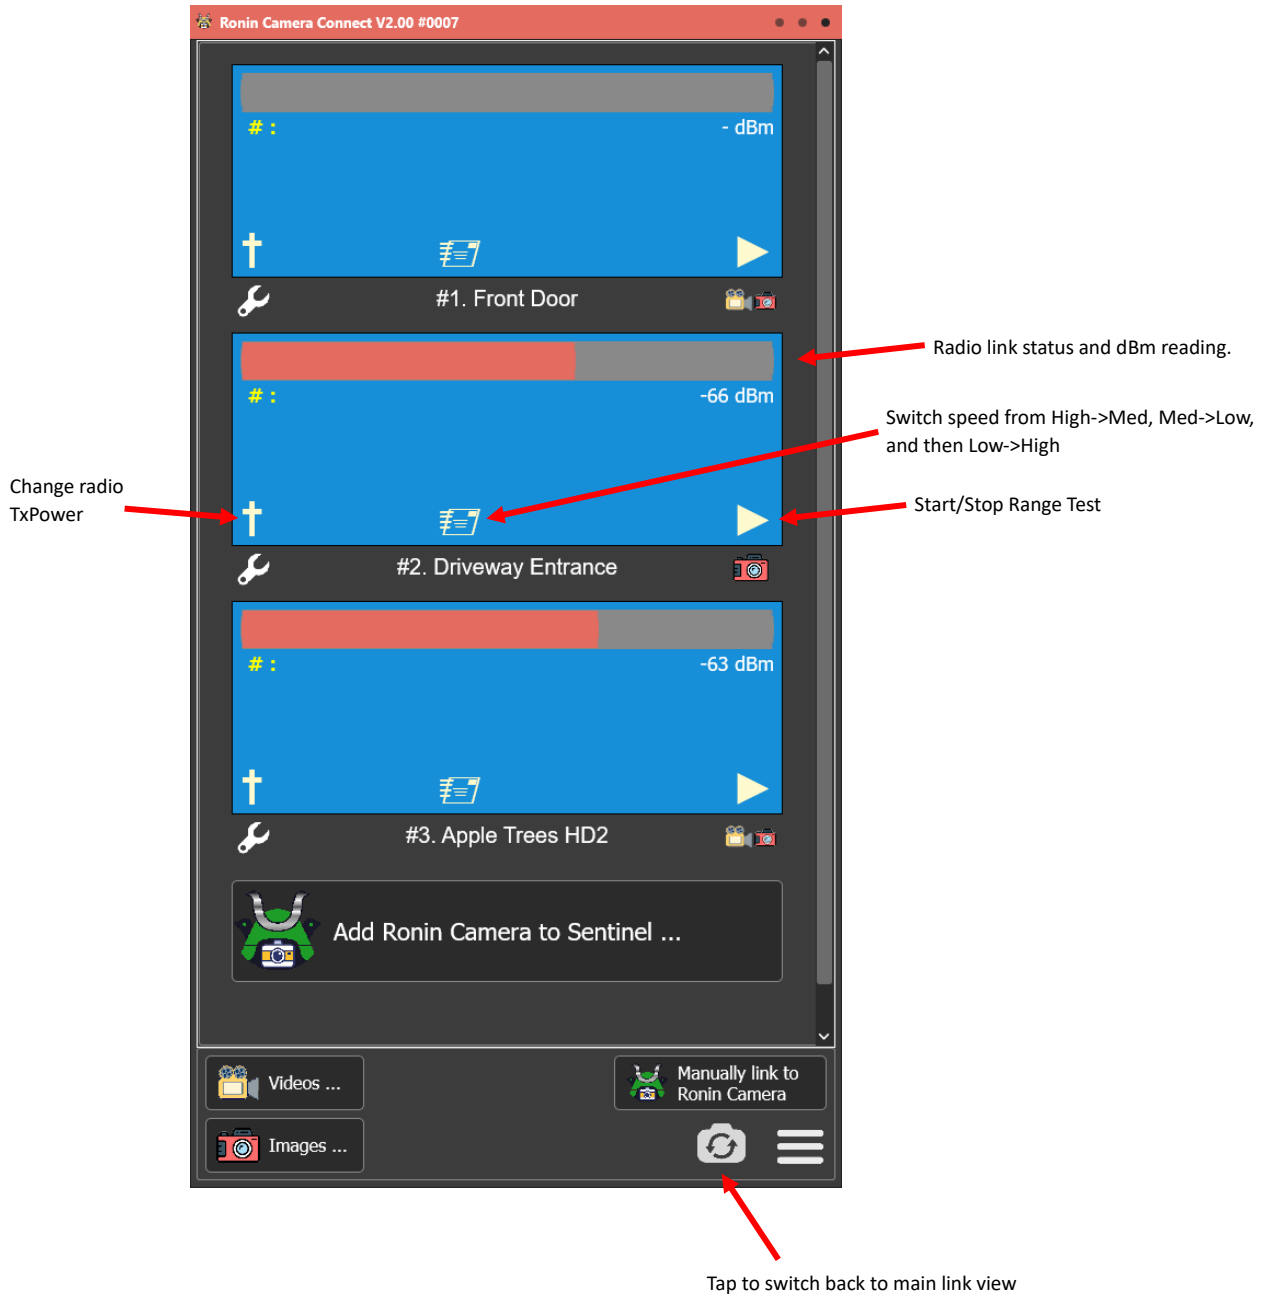 Ronin Camera Connect V2.00 #0007
# :
- dBm
#1. Front Door
Radio link status and dBm reading.
# :
-66 dBm
Switch speed from High->Med, Med->Low,
and then Low->High
Change radio
TxPower
Start/Stop Range Test
#2. Driveway Entrance
# :
-63 dBm
#3. Apple Trees HD2
Add Ronin Camera to Sentinel ...
Videos ...
Manually link to
Ronin Camera
Images ...
Tap to switch back to main link view